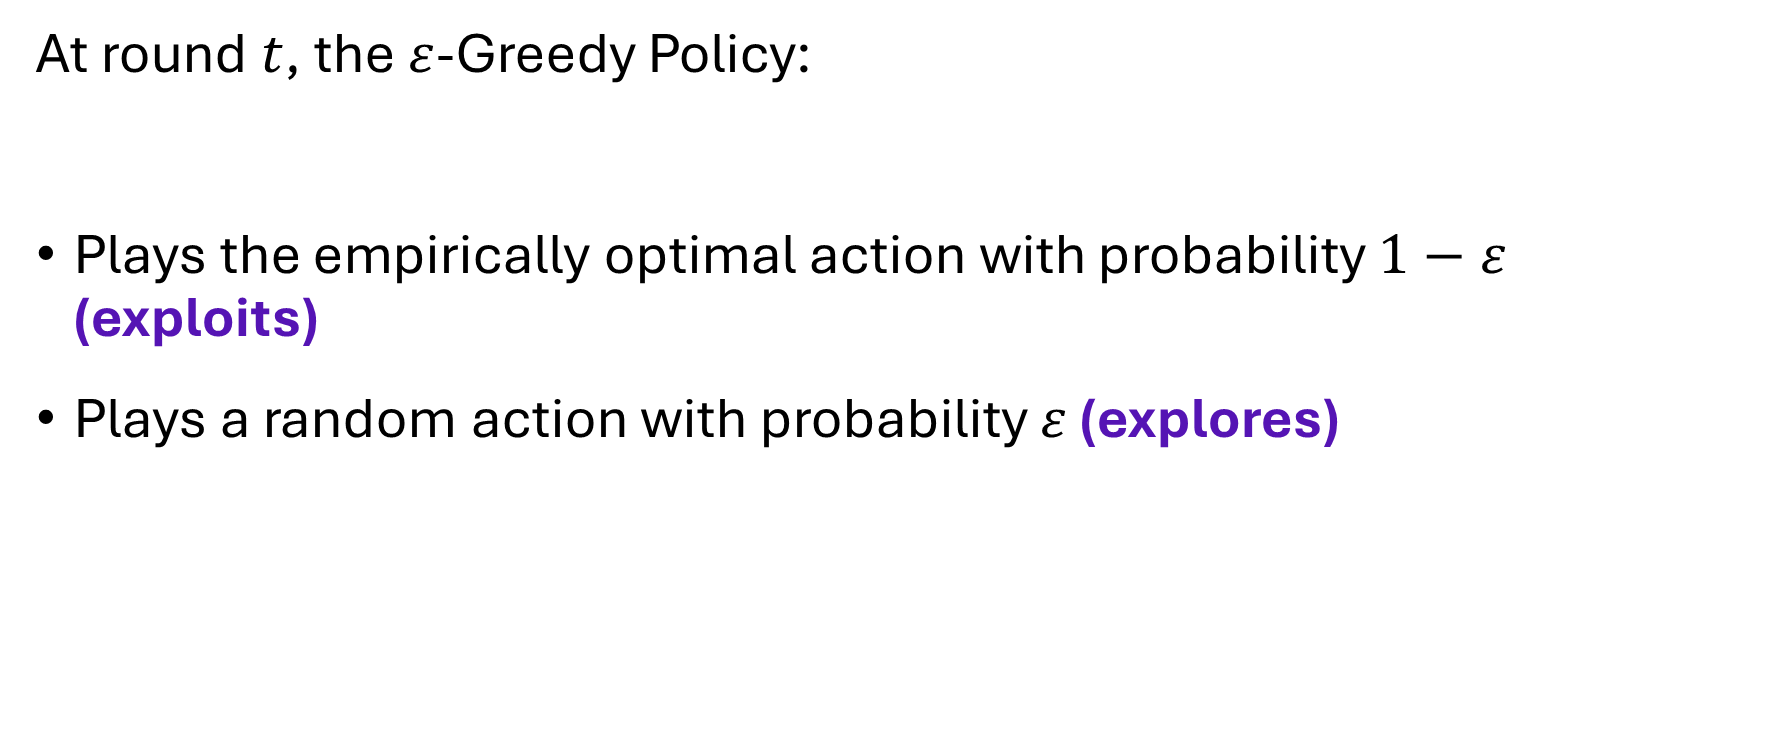 At round 𝑡, the 𝜀-Greedy Policy:
• Plays the empirically optimal action with probability 1 − 𝜀
(exploits)
• Plays a random action with probability 𝜀 (explores)